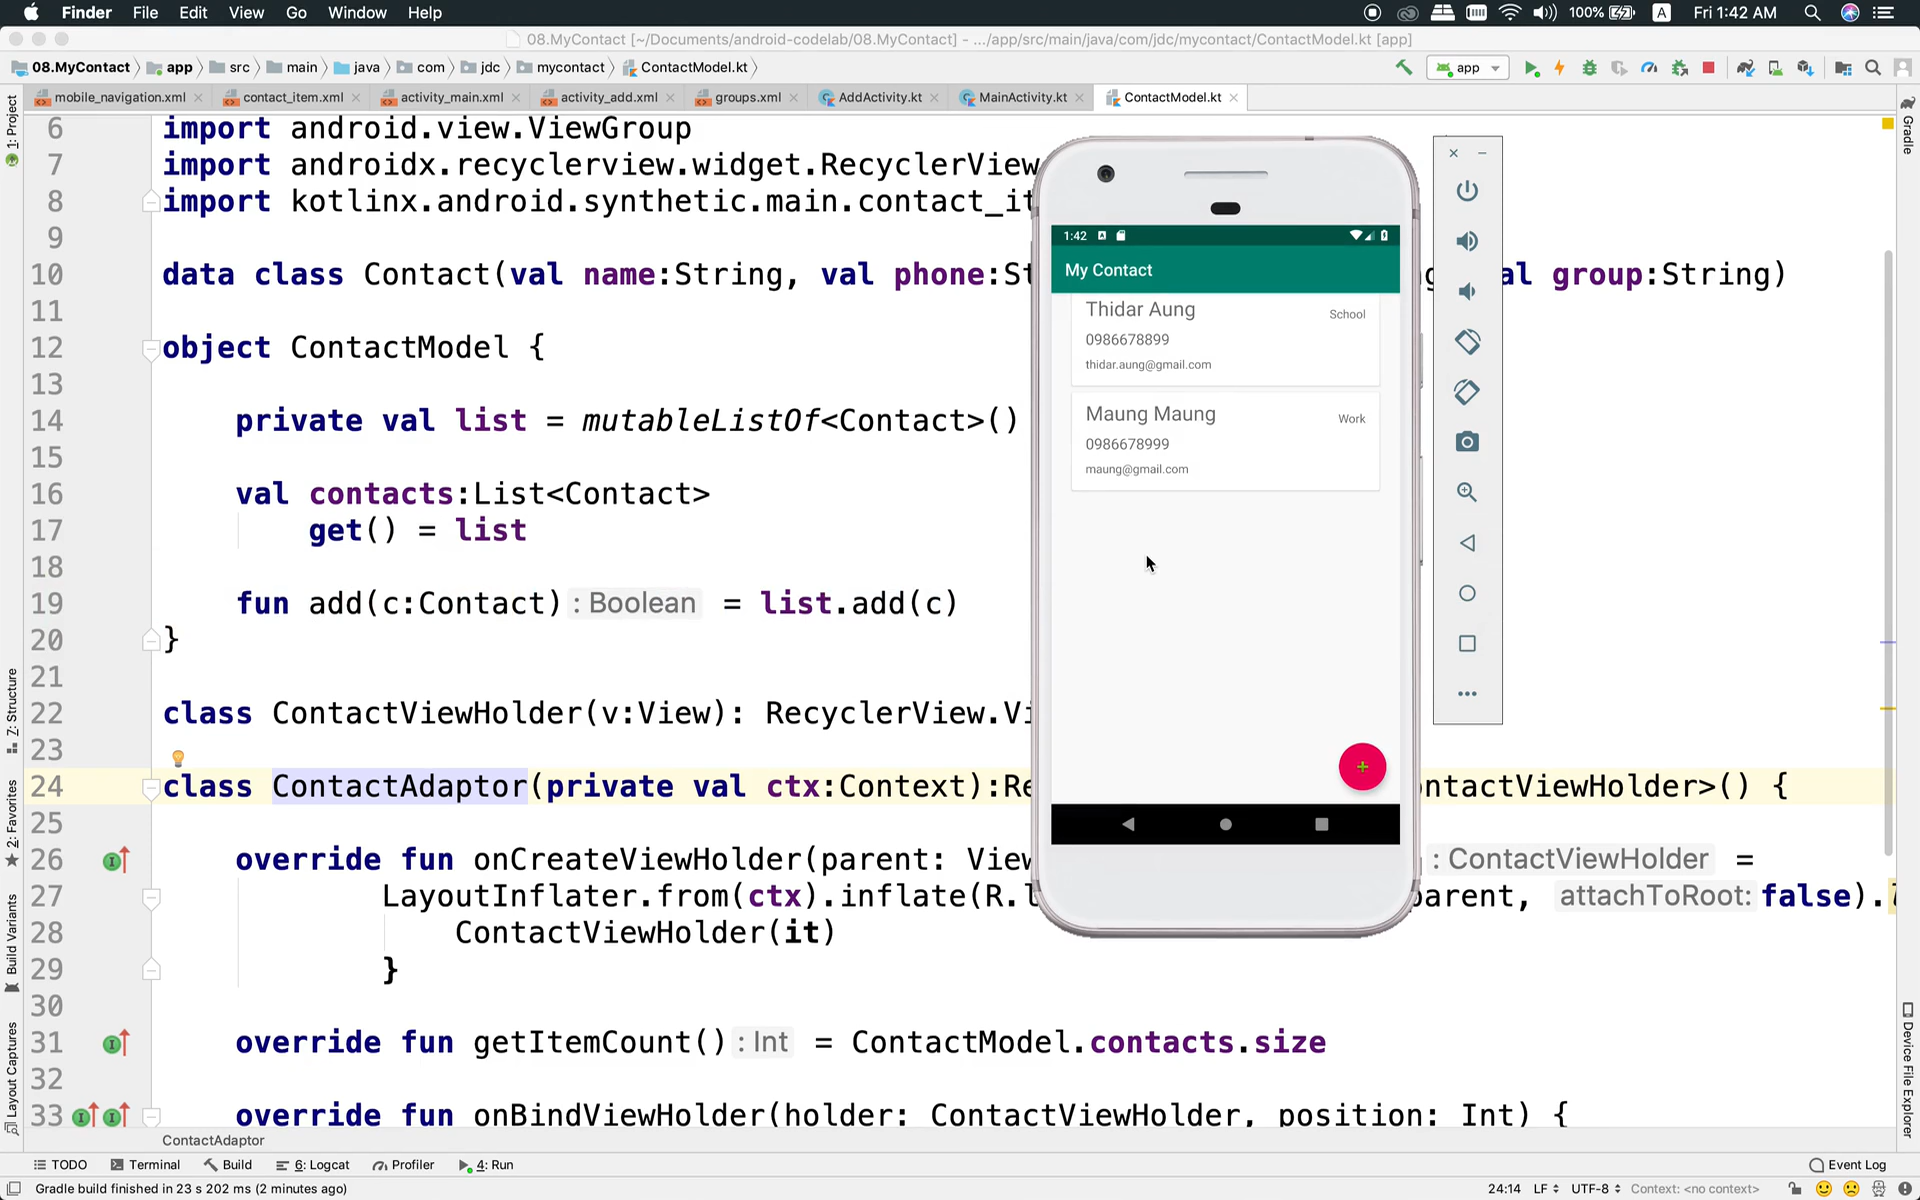 Finder File Edit View Go Window Help 100% A Fri 1:42 AM
08.MyContact [~/Documents/android-codelab/08.MyContact] - .../app/src/main/java/com/jdc/mycontact/ContactModel.kt [app]
08.MyContact app src main java com jdc mycontact ContactModel.kt app
mobile_navigation.xml contact_item.xml activity_main.xml activity_add.xml groups.xml AddActivity.kt MainActivity.kt ContactModel.kt
1: Project
Z: Structure
2: Favorites
Build Variants
Layout Captures
Gradle
Device File Explorer
6 import android.view.ViewGroup
7 import androidx.recyclerview.widget.RecyclerView
8 import kotlinx.android.synthetic.main.contact_it
9
10 data class Contact(val name:String, val phone:St al group:String)
11
12 object ContactModel {
13
14 private val list = mutableListOf<Contact>()
15
16 val contacts:List<Contact>
17 get() = list
18
19 fun add(c:Contact) : Boolean = list.add(c)
20 }
21
22 class ContactViewHolder(v:View): RecyclerView.Vi
23
24 class ContactAdaptor(private val ctx:Context):Re ontactViewHolder>() {
25
26 override fun onCreateViewHolder(parent: View : ContactViewHolder =
27 LayoutInflater.from(ctx).inflate(R.l parent, attachToRoot: false).
28 ContactViewHolder(it)
29 }
30
31 override fun getItemCount() : Int = ContactModel.contacts.size
32
33 override fun onBindViewHolder(holder: ContactViewHolder, position: Int) {
1:42
My Contact
Thidar Aung School
0986678899
thidar.aung@gmail.com
Maung Maung Work
0986678999
maung@gmail.com
ContactAdaptor
TODO Terminal Build 6: Logcat Profiler 4: Run Event Log
Gradle build finished in 23 s 202 ms (2 minutes ago) 24:14 LF UTF-8 Context: <no context>